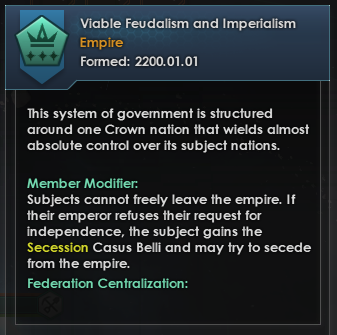 Viable Feudalism and Imperialism
Empire
Formed: 2200.01.01
This system of government is structured
around one Crown nation that wields almost
absolute control over its subject nations.
Member Modifier:
Subjects cannot freely leave the empire. If
their emperor refuses their request for
independence, the subject gains the
Secession Casus Belli and may try to secede
from the empire.
Federation Centralization: